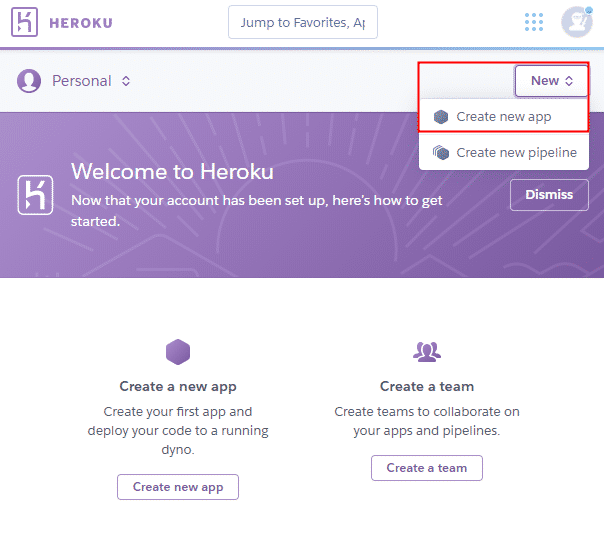 HEROKU
Jump to Favorites, Ap
Personal
New
Create new app
Create new pipeline
Welcome to Heroku
Now that your account has been set up, here's how to get
started.
Dismiss
Create a new app
Create your first app and
deploy your code to a running
dyno.
Create new app
Create a team
Create teams to collaborate on
your apps and pipelines.
Create a team